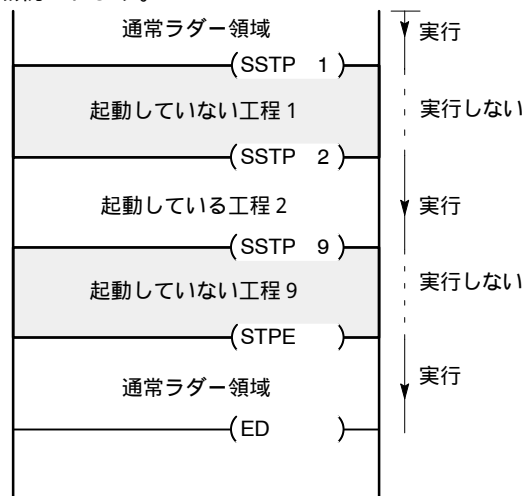 通常ラダー領域
実行
(SSTP 1)
起動していない工程 1
実行しない
(SSTP 2)
起動している工程 2
実行
(SSTP 9)
起動していない工程 9
実行しない
(STPE )
通常ラダー領域
実行
(ED )